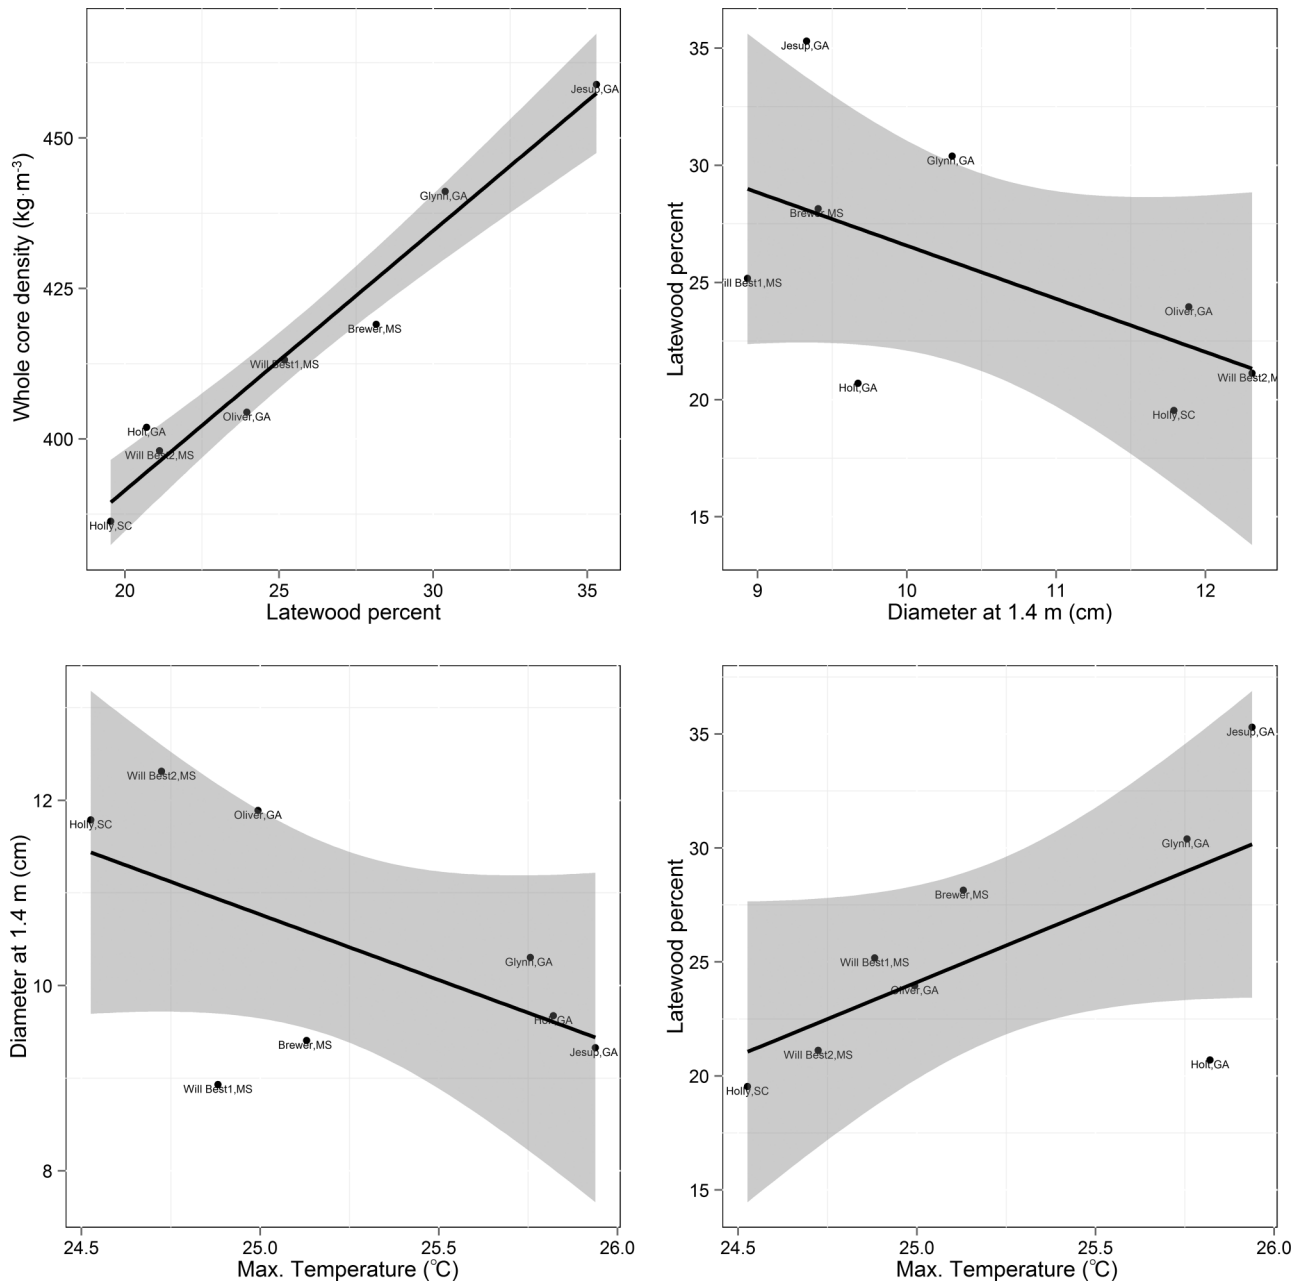 Whole core density (kg·m-3)
450
425
400
Jesup,GA
Glynn,GA
Brewer,MS
Will Best1,MS
Oliver,GA
Holt,GA
Will Best2,MS
Holly,SC
20 25 30 35
Latewood percent
Latewood percent
35
30
25
20
15
Jesup,GA
Glynn,GA
Brewer,MS
ill Best1,MS
Oliver,GA
Will Best2,M
Holt,GA
Holly,SC
9 10 11 12
Diameter at 1.4 m (cm)
Diameter at 1.4 m (cm)
12
10
8
Will Best2,MS
Oliver,GA
Holly,SC
Glynn,GA
Holt,GA
Brewer,MS
Jesup,GA
Will Best1,MS
24.5 25.0 25.5 26.0
Max. Temperature (℃)
Latewood percent
35
30
25
20
15
Jesup,GA
Glynn,GA
Brewer,MS
Will Best1,MS
Oliver,GA
Will Best2,MS
Holt,GA
Holly,SC
24.5 25.0 25.5 26.0
Max. Temperature (℃)